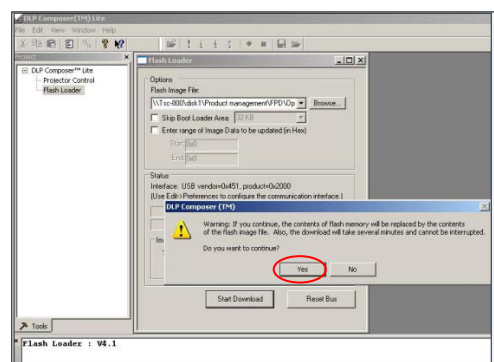 DLP Composer(TM) Lite
File Edit View Window Help
Project
DLP Composer™ Lite
Projector Control
Flash Loader
Tools
Flash Loader
Options
Flash Image File:
\\Tsc-800\disk1\Product management\FPD\Op
Browse...
Skip Boot Loader Area: 32 KB
Enter range of Image Data to be updated (in Hex)
Start 0x0
End 0x0
Status
Interface: USB vendor=0x451, product=0x2000
(Use Edit>Preferences to configure the communication interface.)
DLP Composer (TM)
Warning: If you continue, the contents of flash memory will be replaced by the contents
of the flash image file. Also, the download will take several minutes and cannot be interrupted.
Do you want to continue?
Yes No
Im
Start Download Reset Bus
Flash Loader : V4.1